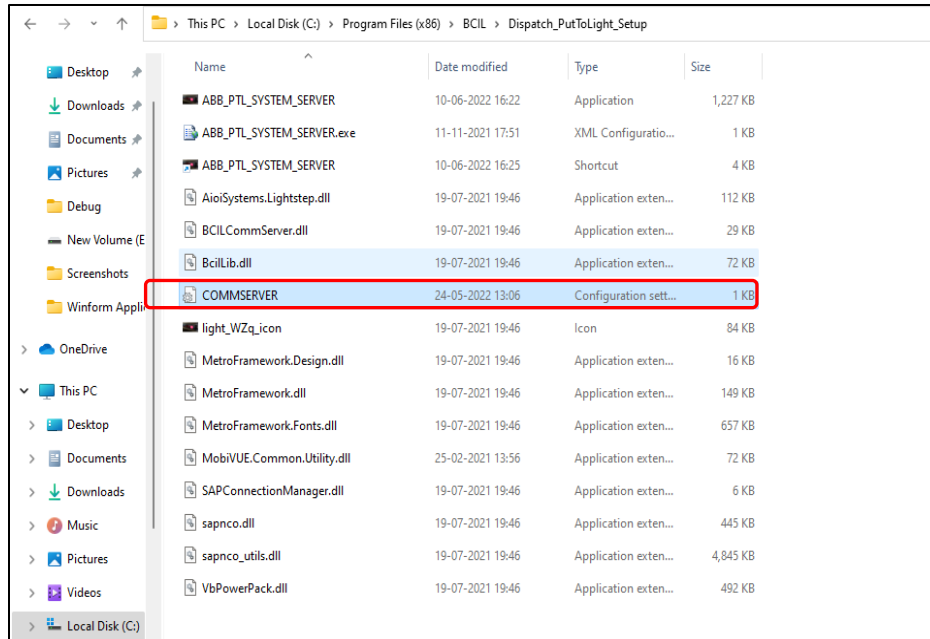 This PC > Local Disk (C:) > Program Files (x86) > BCIL > Dispatch_PutToLight_Setup
Desktop
Downloads
Documents
Pictures
Debug
New Volume (E
Screenshots
Winform Appli
OneDrive
This PC
Desktop
Documents
Downloads
Music
Pictures
Videos
Local Disk (C:)
Name Date modified Type Size
ABB_PTL_SYSTEM_SERVER 10-06-2022 16:22 Application 1,227 KB
ABB_PTL_SYSTEM_SERVER.exe 11-11-2021 17:51 XML Configuratio... 1 KB
ABB_PTL_SYSTEM_SERVER 10-06-2022 16:25 Shortcut 4 KB
AioiSystems.Lightstep.dll 19-07-2021 19:46 Application exten... 112 KB
BCILCommServer.dll 19-07-2021 19:46 Application exten... 29 KB
BcilLib.dll 19-07-2021 19:46 Application exten... 72 KB
COMMSERVER 24-05-2022 13:06 Configuration sett... 1 KB
light_WZq_icon 19-07-2021 19:46 Icon 84 KB
MetroFramework.Design.dll 19-07-2021 19:46 Application exten... 16 KB
MetroFramework.dll 19-07-2021 19:46 Application exten... 149 KB
MetroFramework.Fonts.dll 19-07-2021 19:46 Application exten... 657 KB
MobiVUE.Common.Utility.dll 25-02-2021 13:56 Application exten... 72 KB
SAPConnectionManager.dll 19-07-2021 19:46 Application exten... 6 KB
sapnco.dll 19-07-2021 19:46 Application exten... 445 KB
sapnco_utils.dll 19-07-2021 19:46 Application exten... 4,845 KB
VbPowerPack.dll 19-07-2021 19:46 Application exten... 492 KB